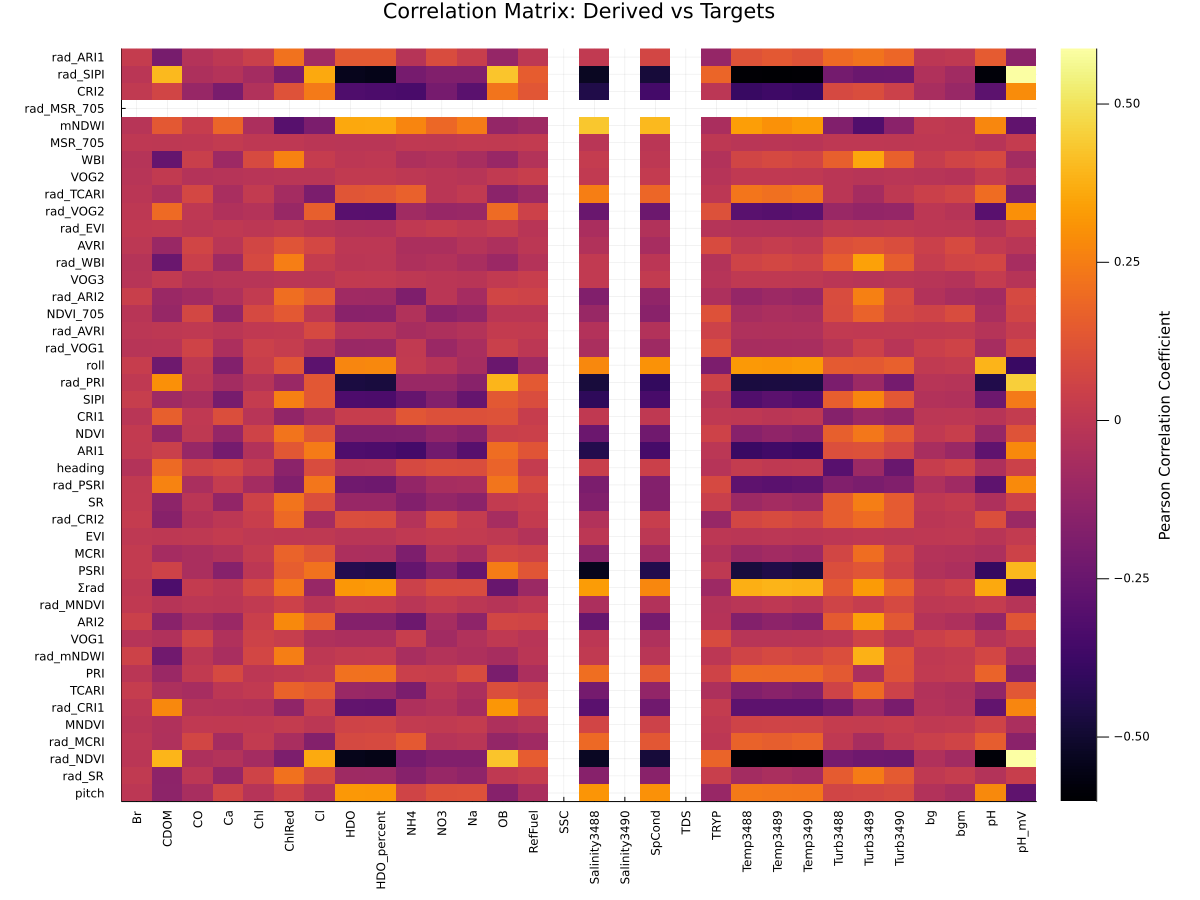 Correlation Matrix: Derived vs Targets
rad_ARI1
rad_SIPI
CRI2
rad_MSR_705
mNDWI
MSR_705
WBI
VOG2
rad_TCARI
rad_VOG2
rad_EVI
AVRI
rad_WBI
VOG3
rad_ARI2
NDVI_705
rad_AVRI
rad_VOG1
roll
rad_PRI
SIPI
CRI1
NDVI
ARI1
heading
rad_PSRI
SR
rad_CRI2
EVI
MCRI
PSRI
Σrad
rad_MNDVI
ARI2
VOG1
rad_mNDWI
PRI
TCARI
rad_CRI1
MNDVI
rad_MCRI
rad_NDVI
rad_SR
pitch
Br
CDOM
CO
Ca
Chl
ChlRed
Cl
HDO
HDO_percent
NH4
NO3
Na
OB
RefFuel
SSC
Salinity3488
Salinity3490
SpCond
TDS
TRYP
Temp3488
Temp3489
Temp3490
Turb3488
Turb3489
Turb3490
bg
bgm
pH
pH_mV
0.50
0.25
0
−0.25
−0.50
Pearson Correlation Coefficient